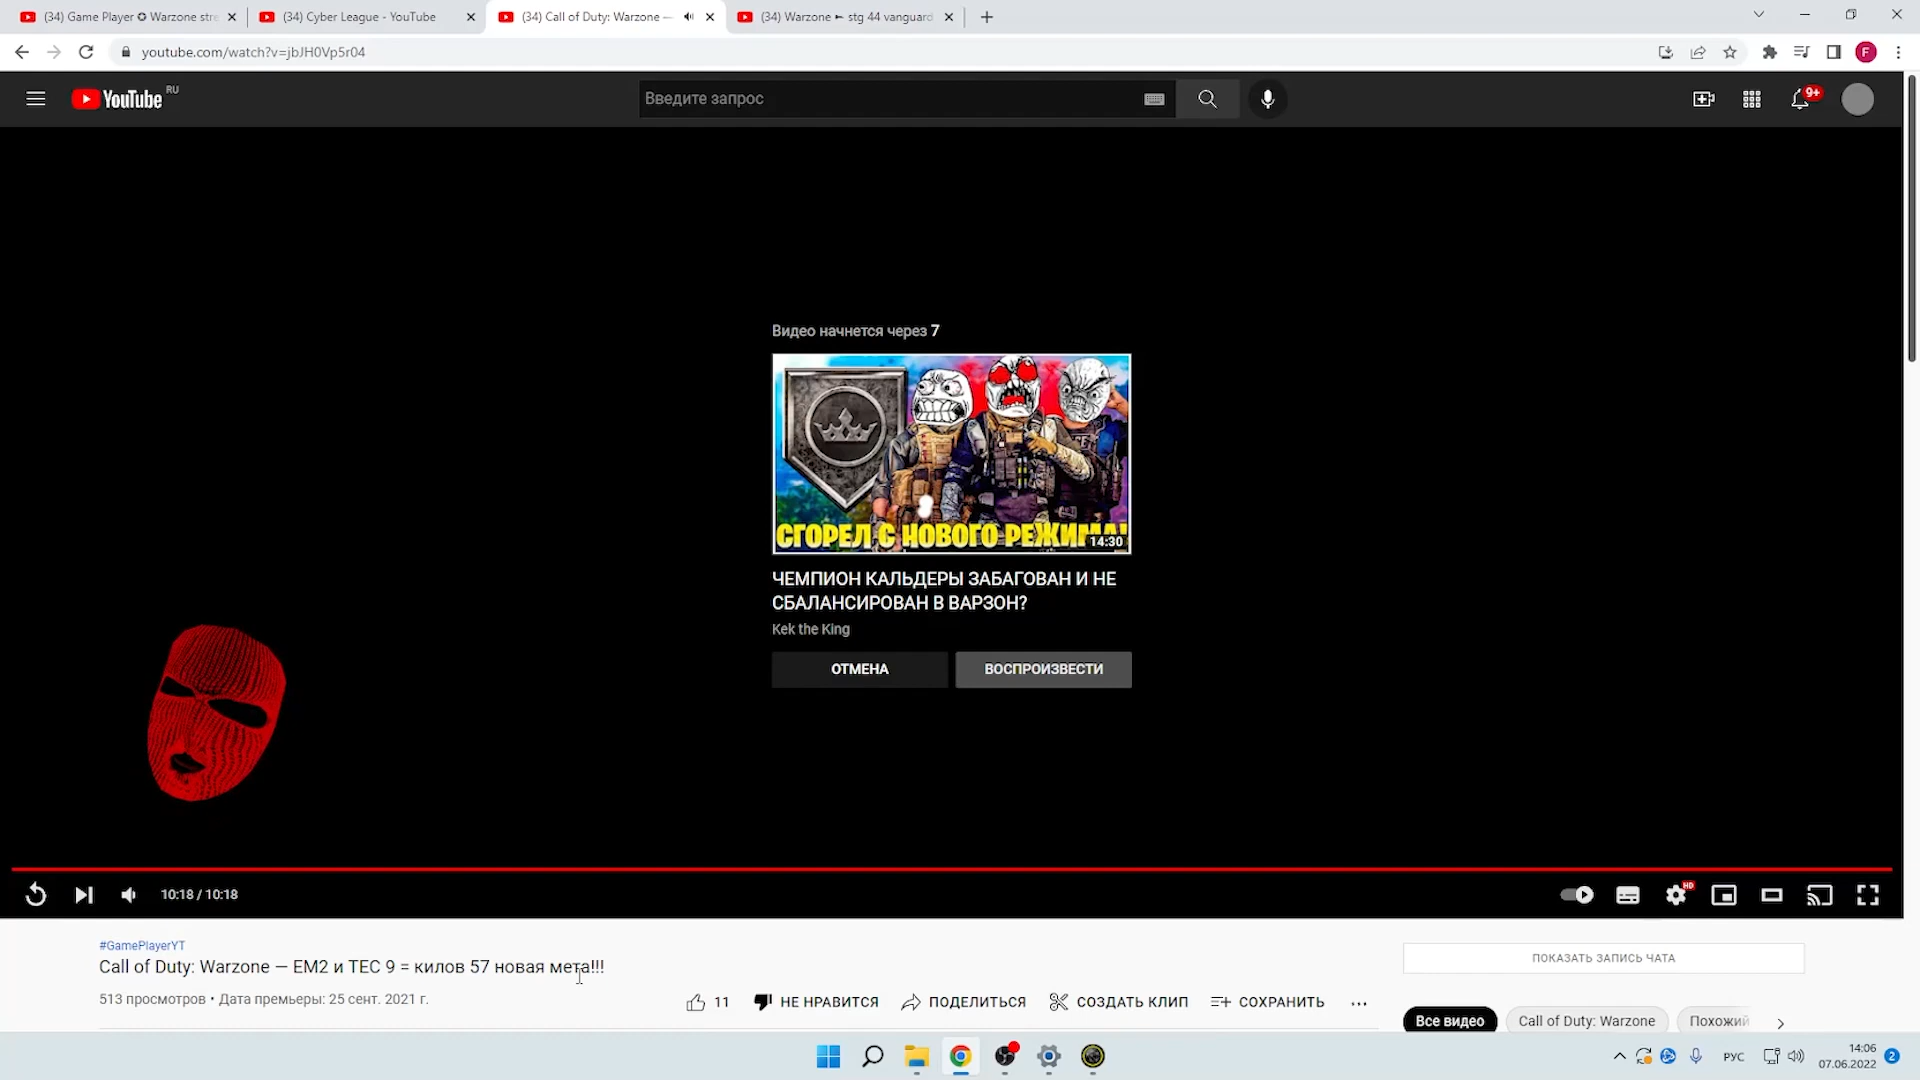 (34) Game Player ✪ Warzone stre
(34) Cyber League - YouTube
(34) Call of Duty: Warzone —
(34) Warzone ► stg 44 vanguard
youtube.com/watch?v=jbJH0Vp5r04
F
YouTube RU
Введите запрос
9+
Видео начнется через 7
СГОРЕЛ С НОВОГО РЕЖИМА!
14:30
ЧЕМПИОН КАЛЬДЕРЫ ЗАБАГОВАН И НЕ
СБАЛАНСИРОВАН В ВАРЗОН?
Kek the King
ОТМЕНА
ВОСПРОИЗВЕСТИ
10:18 / 10:18
HD
#GamePlayerYT
Call of Duty: Warzone — EM2 и TEC 9 = килов 57 новая мета!!!
513 просмотров • Дата премьеры: 25 сент. 2021 г.
11
НЕ НРАВИТСЯ
ПОДЕЛИТЬСЯ
СОЗДАТЬ КЛИП
СОХРАНИТЬ
...
ПОКАЗАТЬ ЗАПИСЬ ЧАТА
Все видео
Call of Duty: Warzone
Похожий
РУС
14:06
07.06.2022
2